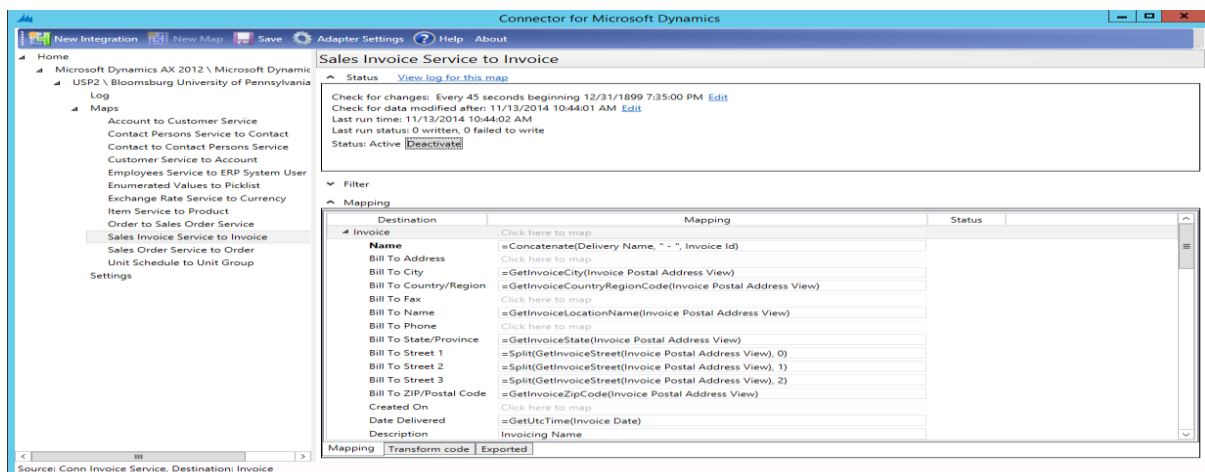 Connector for Microsoft Dynamics
New Integration New Map Save Adapter Settings Help About
Home
Microsoft Dynamics AX 2012 \ Microsoft Dynamic
USP2 \ Bloomsburg University of Pennsylvania
Log
Maps
Account to Customer Service
Contact Persons Service to Contact
Contact to Contact Persons Service
Customer Service to Account
Employees Service to ERP System User
Enumerated Values to Picklist
Exchange Rate Service to Currency
Item Service to Product
Order to Sales Order Service
Sales Invoice Service to Invoice
Sales Order Service to Order
Unit Schedule to Unit Group
Settings
Sales Invoice Service to Invoice
Status View log for this map
Check for changes: Every 45 seconds beginning 12/31/1899 7:35:00 PM Edit
Check for data modified after: 11/13/2014 10:44:01 AM Edit
Last run time: 11/13/2014 10:44:02 AM
Last run status: 0 written, 0 failed to write
Status: Active Deactivate
Filter
Mapping
Destination Mapping Status
Invoice Click here to map
Name =Concatenate(Delivery Name, " - ", Invoice Id)
Bill To Address Click here to map
Bill To City =GetInvoiceCity(Invoice Postal Address View)
Bill To Country/Region =GetInvoiceCountryRegionCode(Invoice Postal Address View)
Bill To Fax Click here to map
Bill To Name =GetInvoiceLocationName(Invoice Postal Address View)
Bill To Phone Click here to map
Bill To State/Province =GetInvoiceState(Invoice Postal Address View)
Bill To Street 1 =Split(GetInvoiceStreet(Invoice Postal Address View), 0)
Bill To Street 2 =Split(GetInvoiceStreet(Invoice Postal Address View), 1)
Bill To Street 3 =Split(GetInvoiceStreet(Invoice Postal Address View), 2)
Bill To ZIP/Postal Code =GetInvoiceZipCode(Invoice Postal Address View)
Created On Click here to map
Date Delivered =GetUtcTime(Invoice Date)
Description Invoicing Name
Mapping Transform code Exported
Source: Conn Invoice Service, Destination: Invoice